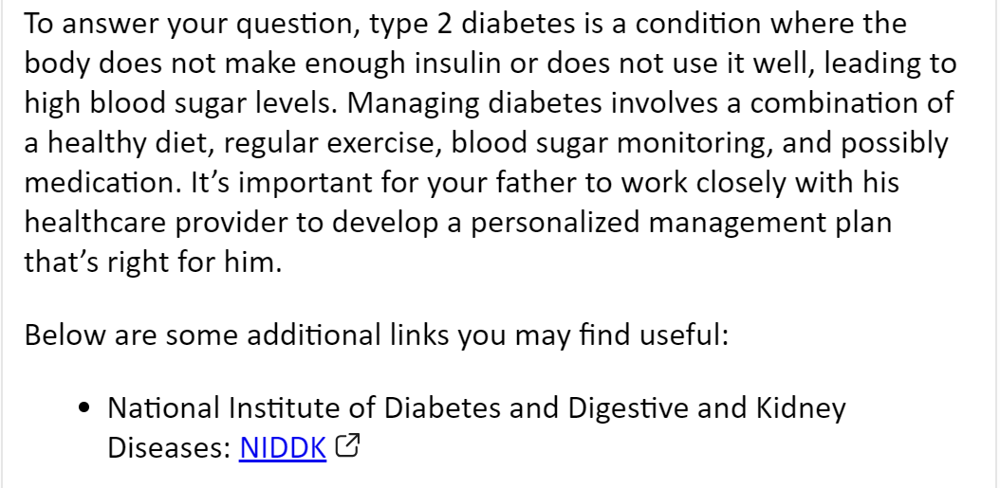 To answer your question, type 2 diabetes is a condition where the
body does not make enough insulin or does not use it well, leading to
high blood sugar levels. Managing diabetes involves a combination of
a healthy diet, regular exercise, blood sugar monitoring, and possibly
medication. It’s important for your father to work closely with his
healthcare provider to develop a personalized management plan
that’s right for him.
Below are some additional links you may find useful:
• National Institute of Diabetes and Digestive and Kidney
Diseases: NIDDK